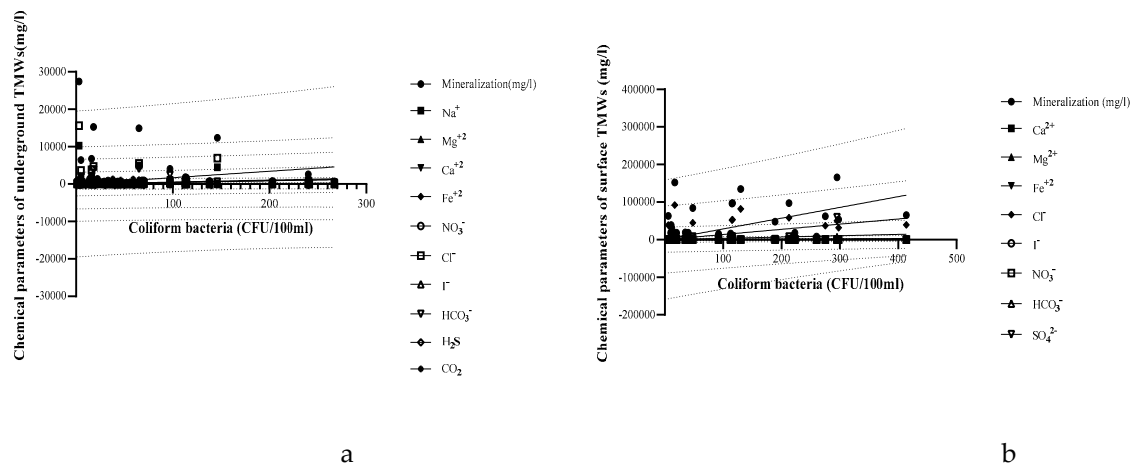 Chemical parameters of underground TMWs(mg/l)
30000
20000
10000
0
-10000
-20000
-30000
100
200
300
Coliform bacteria (CFU/100ml)
Mineralization(mg/l)
Na+
Mg+2
Ca+2
Fe+2
NO3-
Cl-
I-
HCO3-
H2S
CO2
a
Chemical parameters of surface TMWs (mg/l)
400000
300000
200000
100000
0
-100000
-200000
100
200
300
400
500
Coliform bacteria (CFU/100ml)
Mineralization (mg/l)
Ca2+
Mg2+
Fe+2
Cl-
I-
NO3-
HCO3-
SO42-
b